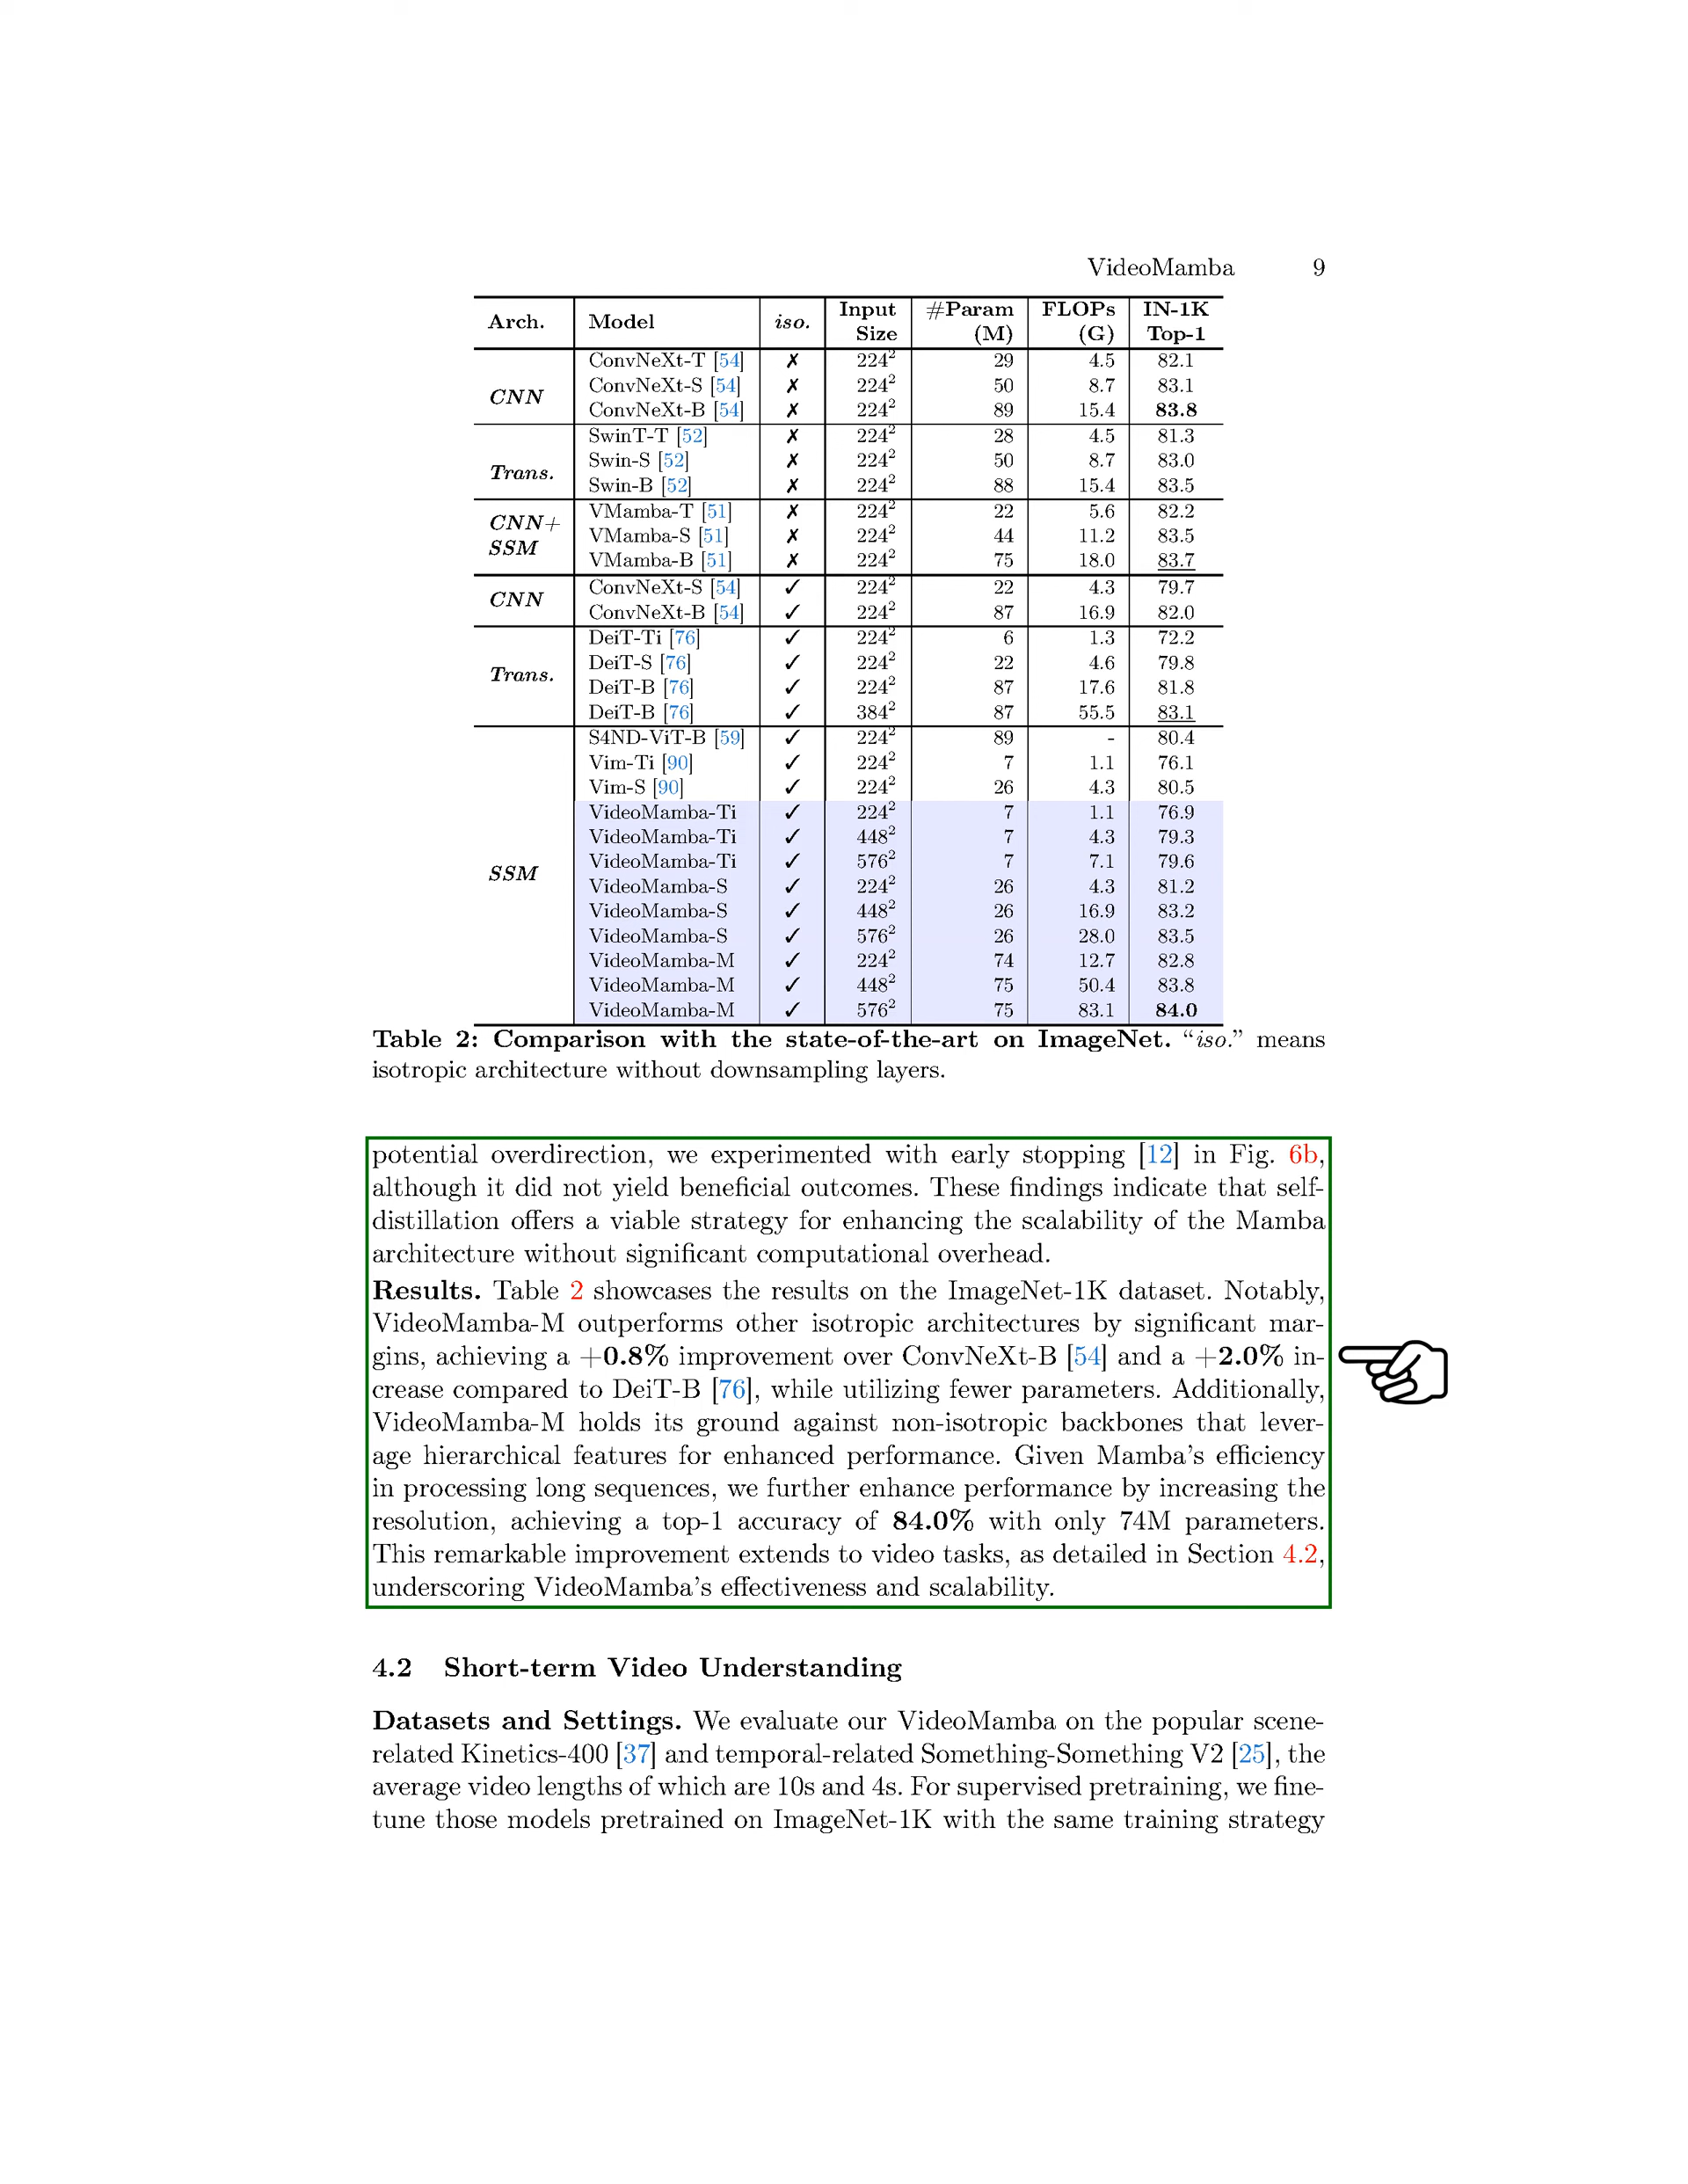 VideoMamba 9
Arch. Model iso. Input Size #Param (M) FLOPs (G) IN-1K Top-1
CNN
ConvNeXt-T [54] ✗ 224² 29 4.5 82.1
ConvNeXt-S [54] ✗ 224² 50 8.7 83.1
ConvNeXt-B [54] ✗ 224² 89 15.4 83.8
Trans.
SwinT-T [52] ✗ 224² 28 4.5 81.3
Swin-S [52] ✗ 224² 50 8.7 83.0
Swin-B [52] ✗ 224² 88 15.4 83.5
CNN+
SSM
VMamba-T [51] ✗ 224² 22 5.6 82.2
VMamba-S [51] ✗ 224² 44 11.2 83.5
VMamba-B [51] ✗ 224² 75 18.0 83.7
CNN
ConvNeXt-S [54] ✓ 224² 22 4.3 79.7
ConvNeXt-B [54] ✓ 224² 87 16.9 82.0
Trans.
DeiT-Ti [76] ✓ 224² 6 1.3 72.2
DeiT-S [76] ✓ 224² 22 4.6 79.8
DeiT-B [76] ✓ 224² 87 17.6 81.8
DeiT-B [76] ✓ 384² 87 55.5 83.1
SSM
S4ND-ViT-B [59] ✓ 224² 89 - 80.4
Vim-Ti [90] ✓ 224² 7 1.1 76.1
Vim-S [90] ✓ 224² 26 4.3 80.5
VideoMamba-Ti ✓ 224² 7 1.1 76.9
VideoMamba-Ti ✓ 448² 7 4.3 79.3
VideoMamba-Ti ✓ 576² 7 7.1 79.6
VideoMamba-S ✓ 224² 26 4.3 81.2
VideoMamba-S ✓ 448² 26 16.9 83.2
VideoMamba-S ✓ 576² 26 28.0 83.5
VideoMamba-M ✓ 224² 74 12.7 82.8
VideoMamba-M ✓ 448² 75 50.4 83.8
VideoMamba-M ✓ 576² 75 83.1 84.0
Table 2: Comparison with the state-of-the-art on ImageNet. “iso.” means
isotropic architecture without downsampling layers.
potential overdirection, we experimented with early stopping [12] in Fig. 6b,
although it did not yield beneficial outcomes. These findings indicate that self-
distillation offers a viable strategy for enhancing the scalability of the Mamba
architecture without significant computational overhead.
Results. Table 2 showcases the results on the ImageNet-1K dataset. Notably,
VideoMamba-M outperforms other isotropic architectures by significant mar-
gins, achieving a +0.8% improvement over ConvNeXt-B [54] and a +2.0% in-
crease compared to DeiT-B [76], while utilizing fewer parameters. Additionally,
VideoMamba-M holds its ground against non-isotropic backbones that lever-
age hierarchical features for enhanced performance. Given Mamba’s efficiency
in processing long sequences, we further enhance performance by increasing the
resolution, achieving a top-1 accuracy of 84.0% with only 74M parameters.
This remarkable improvement extends to video tasks, as detailed in Section 4.2,
underscoring VideoMamba’s effectiveness and scalability.
4.2 Short-term Video Understanding
Datasets and Settings. We evaluate our VideoMamba on the popular scene-
related Kinetics-400 [37] and temporal-related Something-Something V2 [25], the
average video lengths of which are 10s and 4s. For supervised pretraining, we fine-
tune those models pretrained on ImageNet-1K with the same training strategy